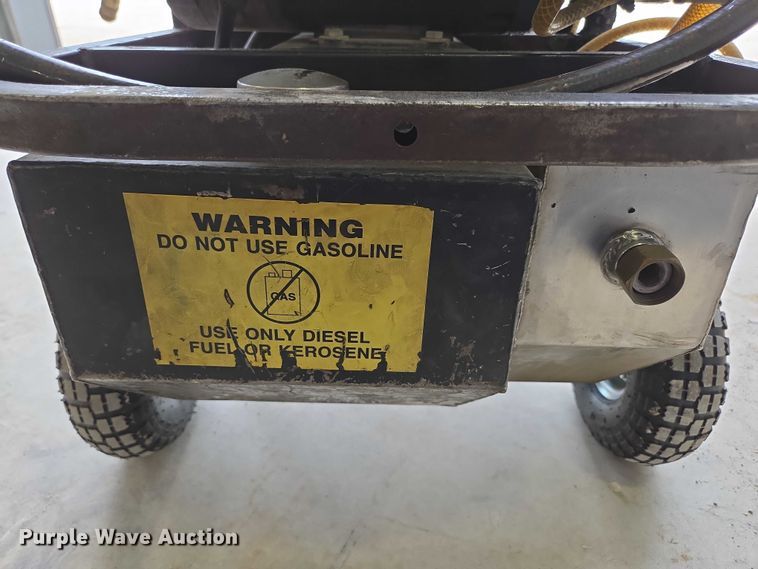 WARNING
DO NOT USE GASOLINE
GAS
USE ONLY DIESEL
FUEL OR KEROSENE
Purple Wave Auction